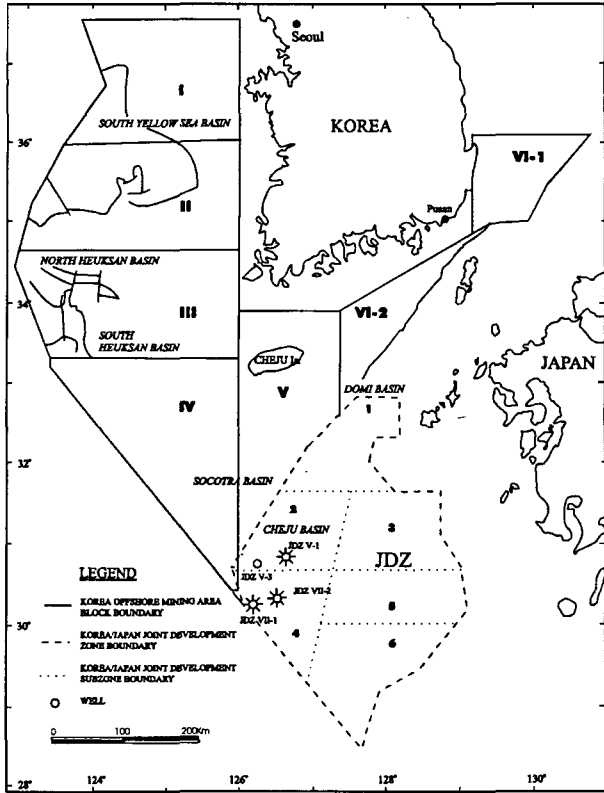 Seoul
I
SOUTH YELLOW SEA BASIN
KOREA
36°
VI-1
II
Pusan
NORTH HEUKSAN BASIN
34°
III
VI-2
SOUTH
HEUKSAN BASIN
CHEJU Is.
JAPAN
V
IV
DOMI BASIN
1
32°
SOCOTRA BASIN
2
CHEJU BASIN
3
JDZ V-1
JDZ
JDZ V-3
LEGEND
JDZ VII-2
KOREA OFFSHORE MINING AREA
BLOCK BOUNDARY
5
JDZ VII-1
30°
4
6
KOREA/JAPAN JOINT DEVELOPMENT
ZONE BOUNDARY
KOREA/JAPAN JOINT DEVELOPMENT
SUBZONE BOUNDARY
WELL
0 100 200Km
28°
124° 126° 128° 130°